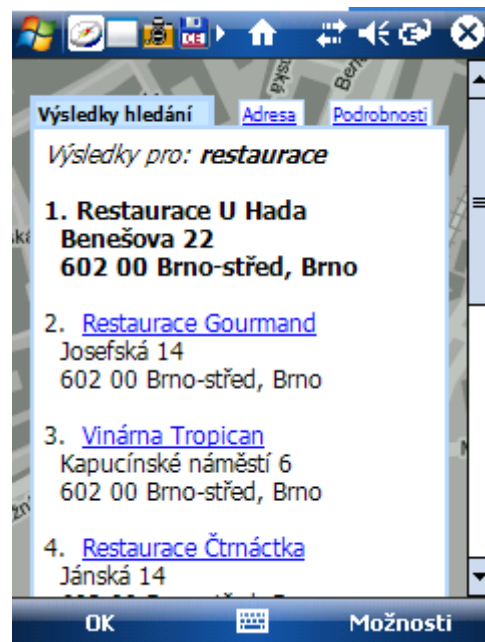 Výsledky hledání
Adresa
Podrobnosti
Výsledky pro: restaurace
1. Restaurace U Hada
Benešova 22
602 00 Brno-střed, Brno
2. Restaurace Gourmand
Josefská 14
602 00 Brno-střed, Brno
3. Vinárna Tropican
Kapucínské náměstí 6
602 00 Brno-střed, Brno
4. Restaurace Čtrnáctka
Jánská 14
OK
Možnosti